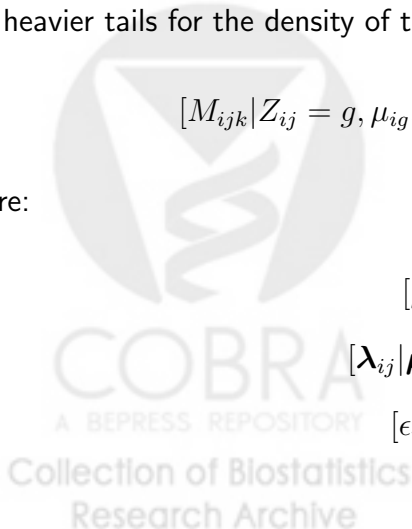 heavier tails for the density of t
[M_{ijk}|Z_{ij} = g, μ_{ig}
re:
[
COBRA
[λ_{ij}|
A BEPRESS REPOSITORY
[ϵ
Collection of Biostatistics
Research Archive